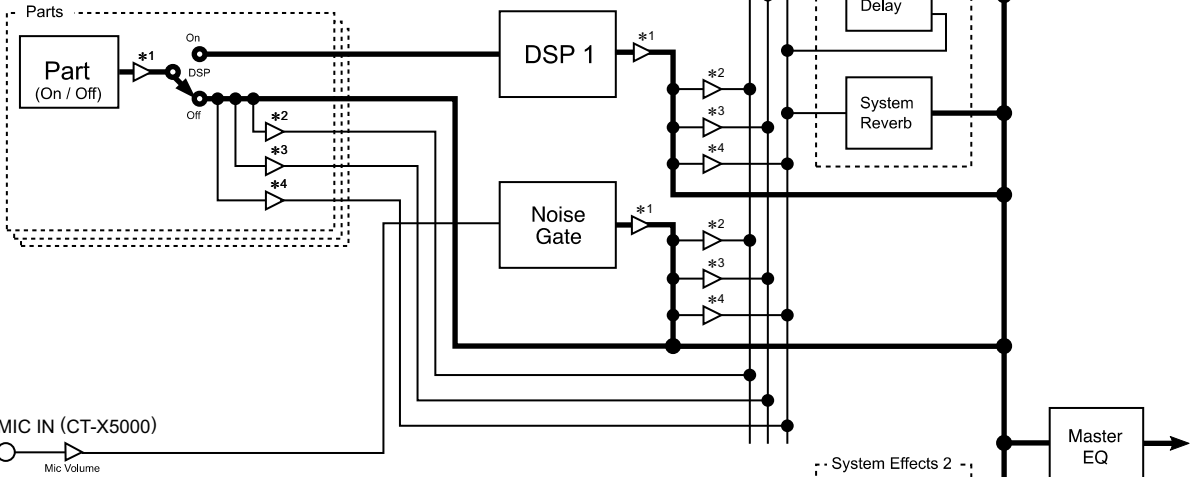 Parts
Delay
On
∗1
DSP
Off
Part
(On / Off)
∗2
∗3
∗4
DSP 1
∗1
∗2
∗3
∗4
System
Reverb
Noise
Gate
∗1
∗2
∗3
∗4
MIC IN (CT-X5000)
Mic Volume
Master
EQ
System Effects 2